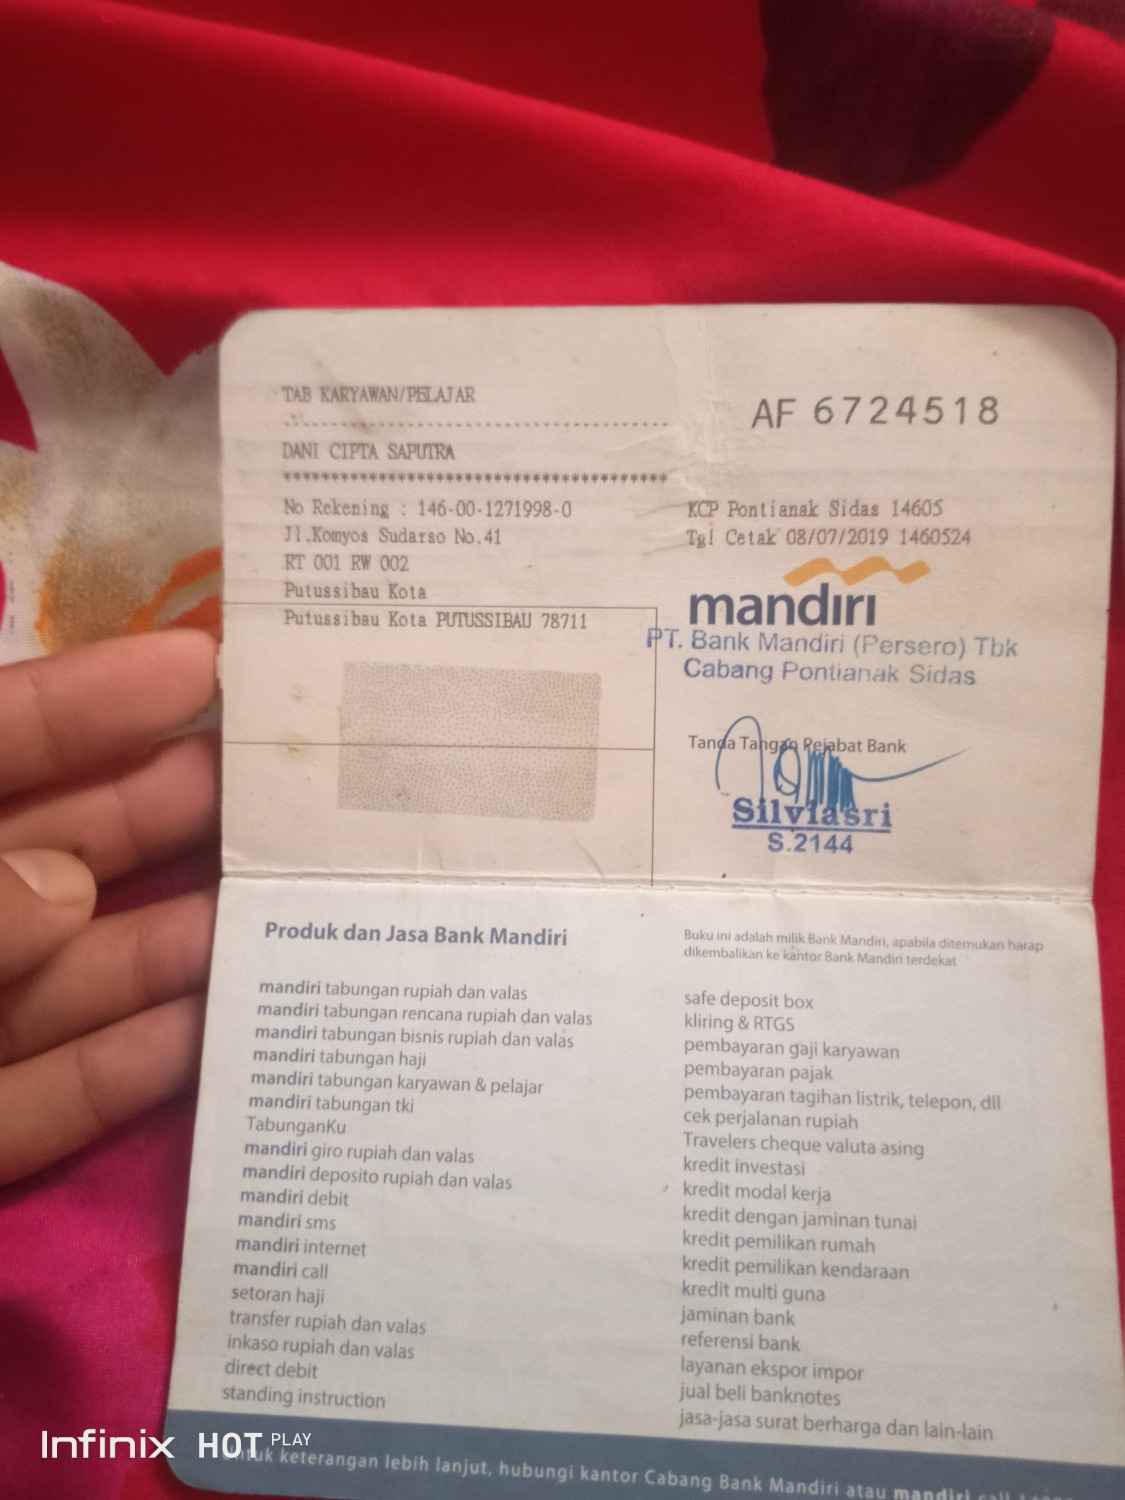 TAB KARYAWAN/PELAJAR
AF 6724518
DANI CIPTA SAPUTRA
****************************************
No Rekening : 146-00-1271998-0
Jl.Komyos Sudarso No.41
RT 001 RW 002
Putussibau Kota
Putussibau Kota PUTUSSIBAU 78711
KCP Pontianak Sidas 14605
Tgl Cetak 08/07/2019 1460524
mandiri
PT. Bank Mandiri (Persero) Tbk
Cabang Pontianak Sidas
Tanda Tangan Pejabat Bank
Silviasri
S.2144
Produk dan Jasa Bank Mandiri
mandiri tabungan rupiah dan valas
mandiri tabungan rencana rupiah dan valas
mandiri tabungan bisnis rupiah dan valas
mandiri tabungan haji
mandiri tabungan karyawan & pelajar
mandiri tabungan tki
TabunganKu
mandiri giro rupiah dan valas
mandiri deposito rupiah dan valas
mandiri debit
mandiri sms
mandiri internet
mandiri call
setoran haji
transfer rupiah dan valas
inkaso rupiah dan valas
direct debit
standing instruction
Buku ini adalah milik Bank Mandiri, apabila ditemukan harap
dikembalikan ke kantor Bank Mandiri terdekat
safe deposit box
kliring & RTGS
pembayaran gaji karyawan
pembayaran pajak
pembayaran tagihan listrik, telepon, dll
cek perjalanan rupiah
Travelers cheque valuta asing
kredit investasi
kredit modal kerja
kredit dengan jaminan tunai
kredit pemilikan rumah
kredit pemilikan kendaraan
kredit multi guna
jaminan bank
referensi bank
layanan ekspor impor
jual beli banknotes
jasa-jasa surat berharga dan lain-lain
Untuk keterangan lebih lanjut, hubungi kantor Cabang Bank Mandiri atau mandiri call
Infinix HOT PLAY